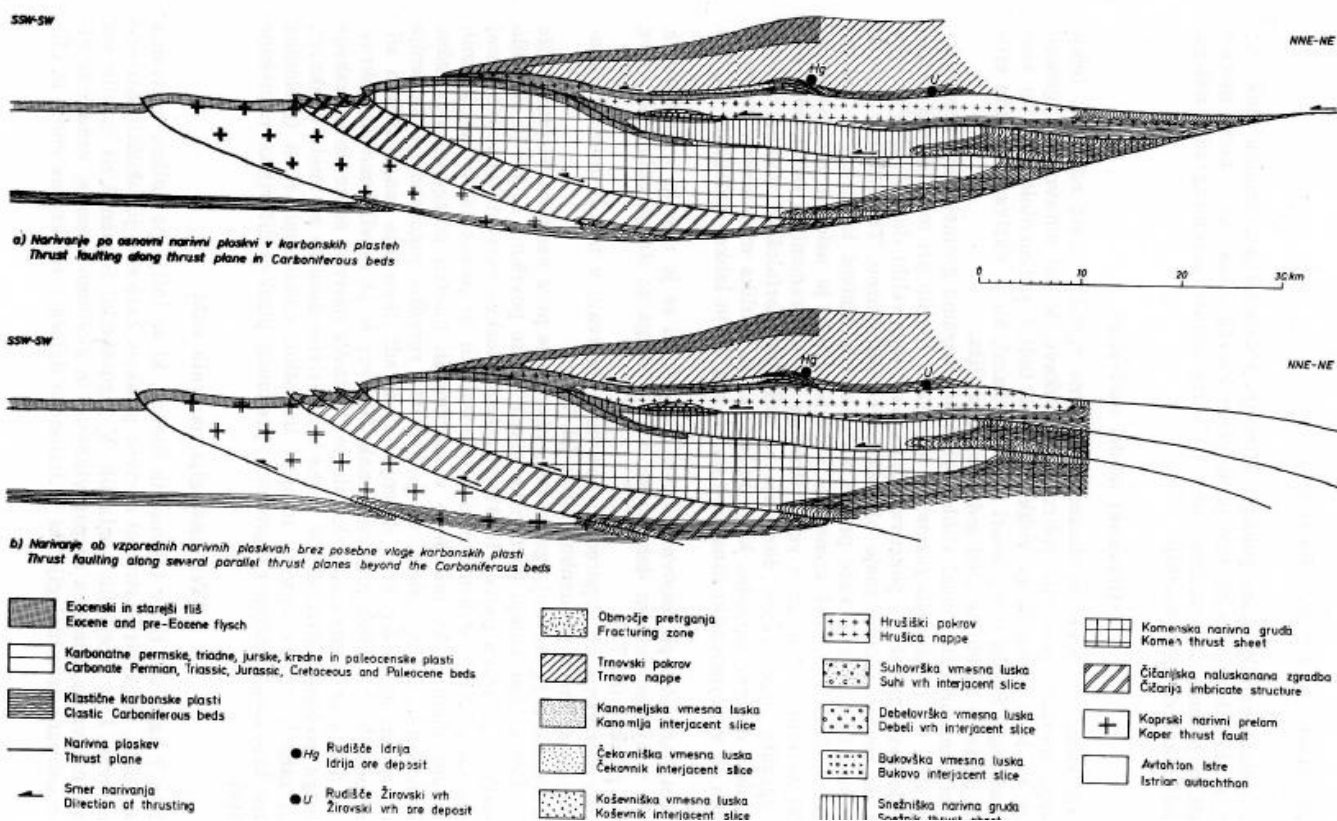 SSW-SW
NNE-NE
Hg
U
a) Narivanje po osnovni narivni ploskvi v karbonskih plasteh
Thrust faulting along thrust plane in Carboniferous beds
0 10 20 30 km
SSW-SW
NNE-NE
Hg
U
b) Narivanje ob vzporednih narivnih ploskvah brez posebne vloge karbonskih plasti
Thrust faulting along several parallel thrust planes beyond the Carboniferous beds
Eocenski in starejši fliš
Eocene and pre-Eocene flysch
Karbonatne permske, triadne, jurske, kredne in paleocenske plasti
Carbonate Permian, Triassic, Jurassic, Cretaceous and Paleocene beds
Klastične karbonske plasti
Clastic Carboniferous beds
Narivna ploskev
Thrust plane
Smer narivanja
Direction of thrusting
Hg Rudišče Idrija
Idrija ore deposit
U Rudišče Žirovski vrh
Žirovski vrh ore deposit
Območje pretrganja
Fracturing zone
Trnovski pokrov
Trnovo nappe
Kanomeljska vmesna luska
Kanomlja interjacent slice
Čekovniška vmesna luska
Čekovnik interjacent slice
Koševniška vmesna luska
Koševnik interjacent slice
Hrušiški pokrov
Hrušica nappe
Suhovrška vmesna luska
Suhi vrh interjacent slice
Debelovrška vmesna luska
Debeli vrh interjacent slice
Bukovška vmesna luska
Bukovo interjacent slice
Snežniška narivna gruda
Snežnik thrust sheet
Komenska narivna gruda
Komen thrust sheet
Čičarijska naluskanana zgradba
Čičarija imbricate structure
Koprski narivni prelom
Koper thrust fault
Avtohton Istre
Istrian autochthon